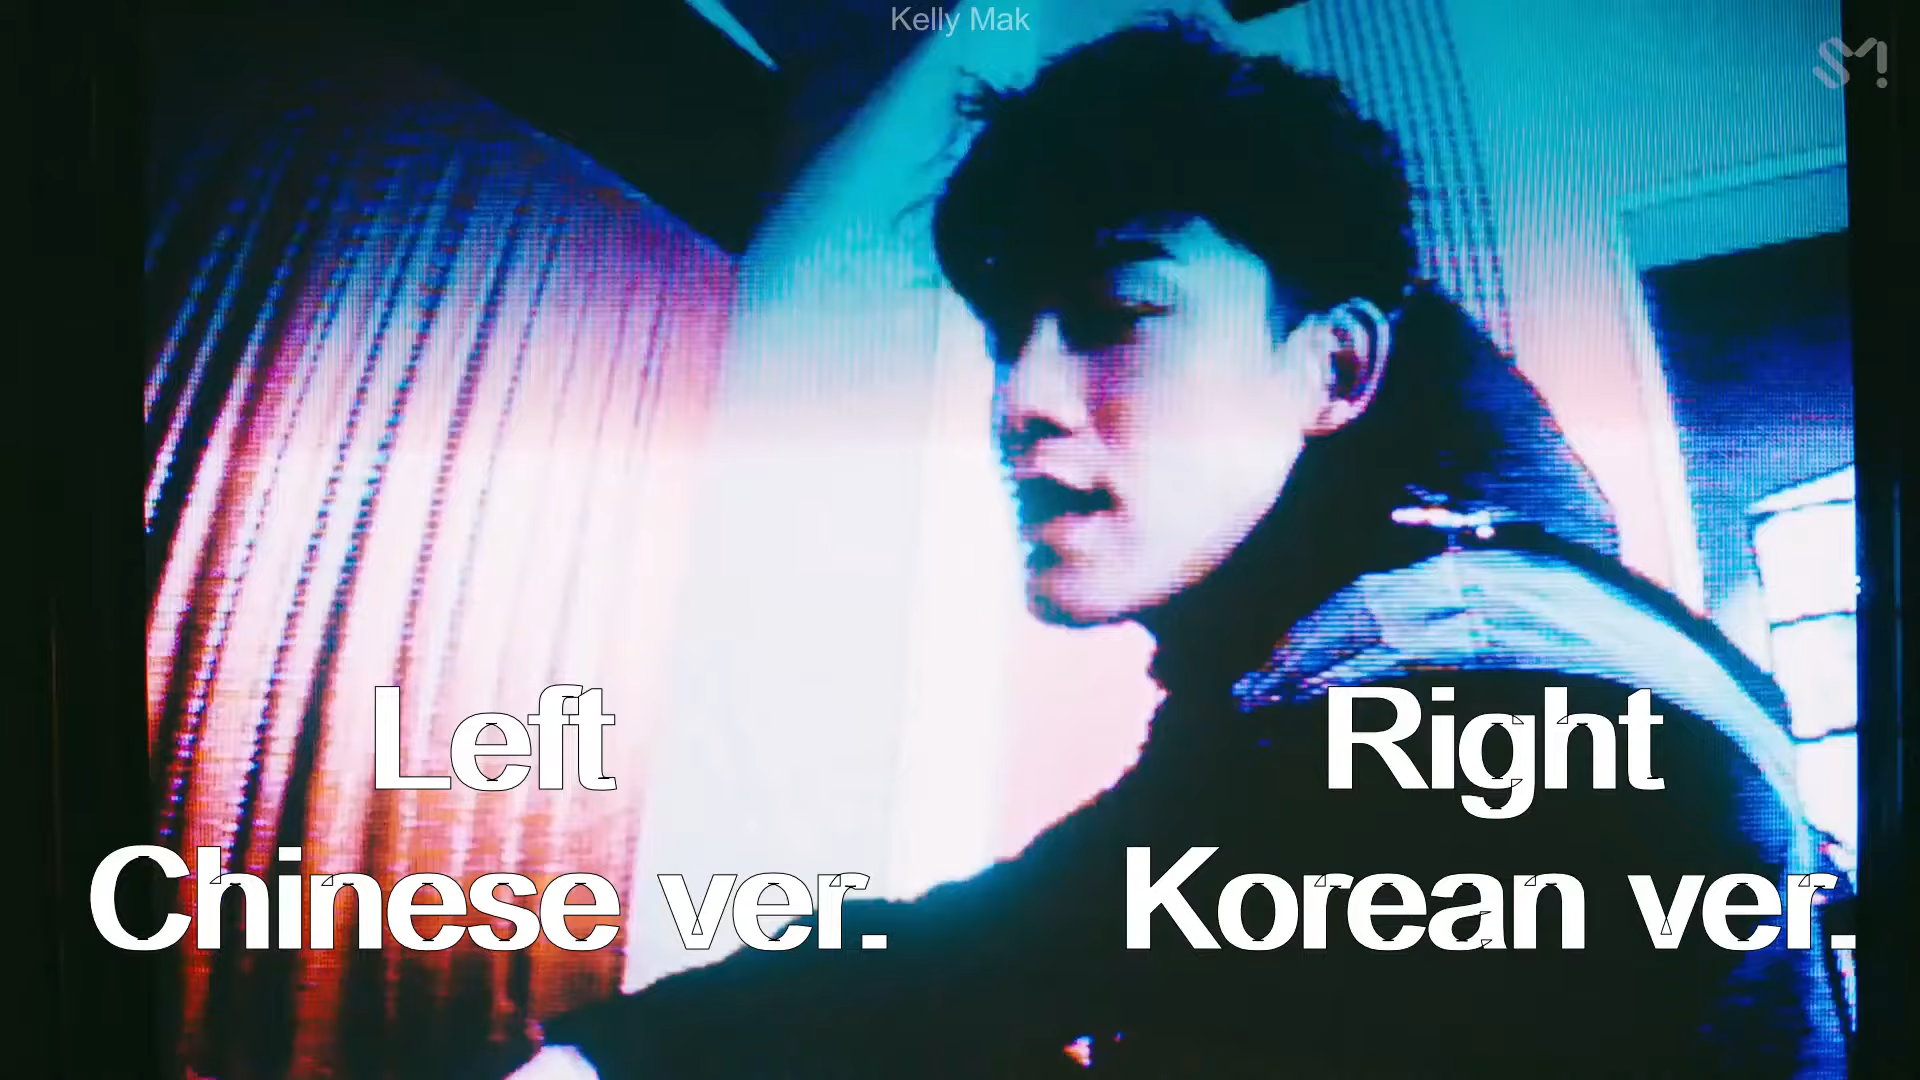 Kelly Mak
SM!
Left
Right
Chinese ver.
Korean ver.